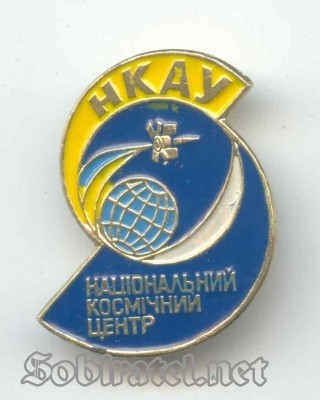 НКАУ
НАЦІОНАЛЬНИЙ
КОСМІЧНИЙ
ЦЕНТР
Sobiratel.net